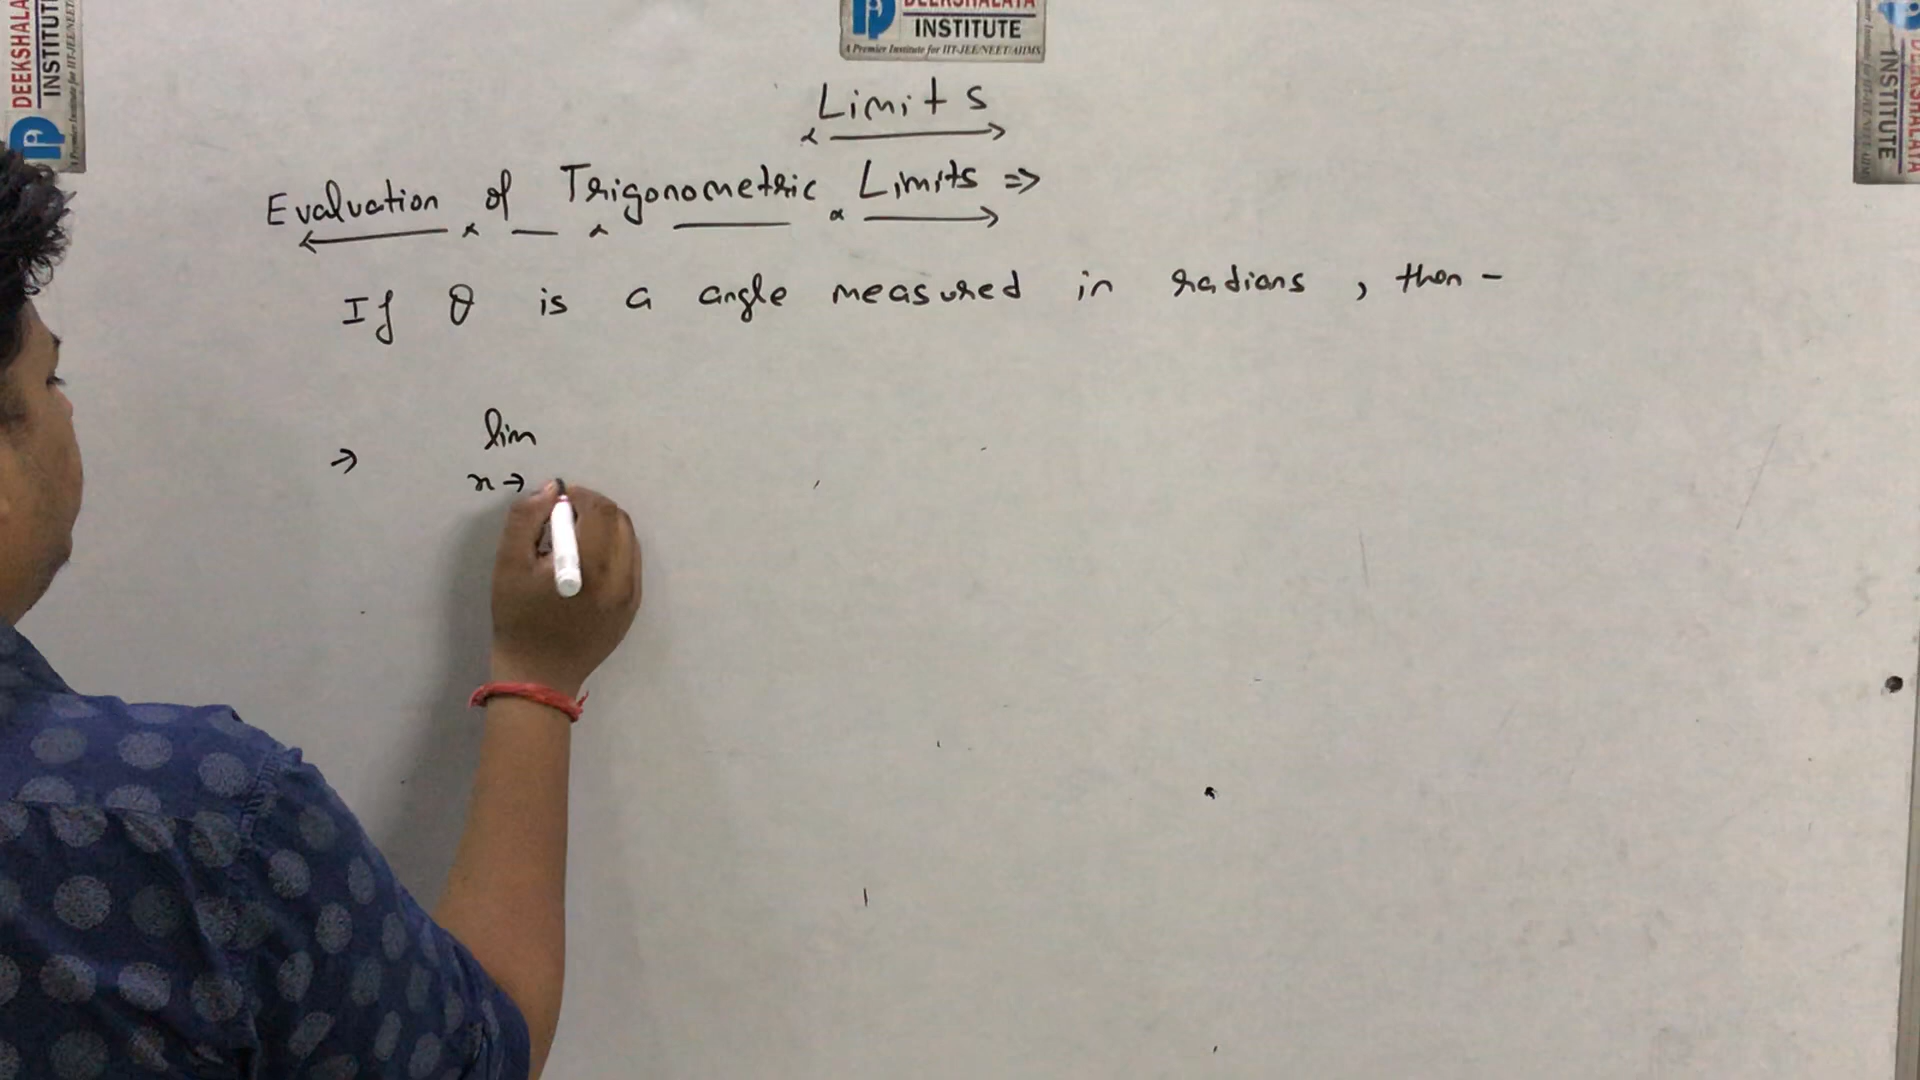 DEEKSHALAYA
INSTITUTE
A Premier Institute for IIT-JEE/NEET/AIIMS
Limits
Evaluation of Trigonometric Limits ⇒
If θ is a angle measured in radians, then -
→ lim
x →